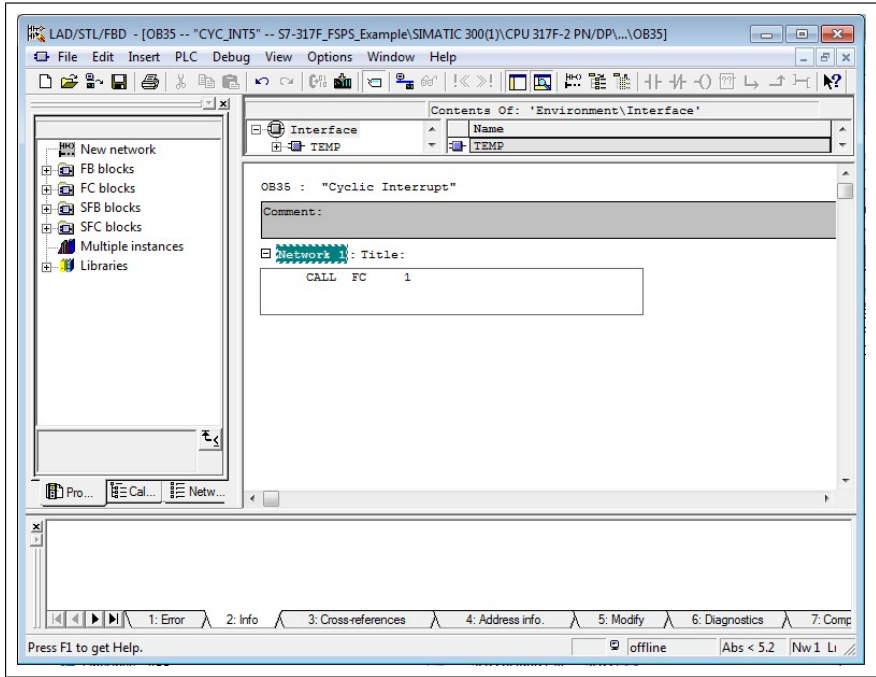 LAD/STL/FBD - [OB35 -- "CYC_INT5" -- S7-317F_FSPS_Example\SIMATIC 300(1)\CPU 317F-2 PN/DP\...\OB35]
File Edit Insert PLC Debug View Options Window Help
Contents Of: 'Environment\Interface'
Interface
TEMP
Name
TEMP
New network
FB blocks
FC blocks
SFB blocks
SFC blocks
Multiple instances
Libraries
OB35 : "Cyclic Interrupt"
Comment:
Network 1: Title:
CALL FC 1
Pro... Cal... Netw...
1: Error 2: Info 3: Cross-references 4: Address info. 5: Modify 6: Diagnostics 7: Comp
Press F1 to get Help. offline Abs < 5.2 Nw 1